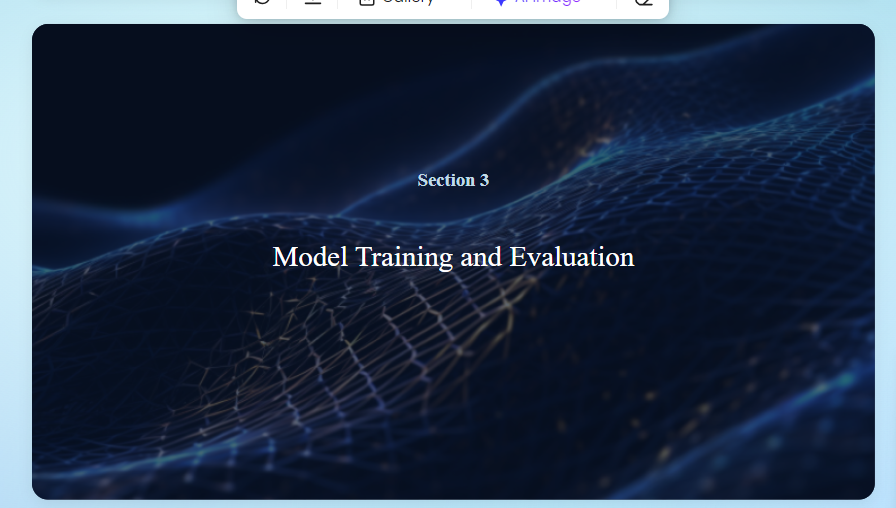 Section 3
Model Training and Evaluation